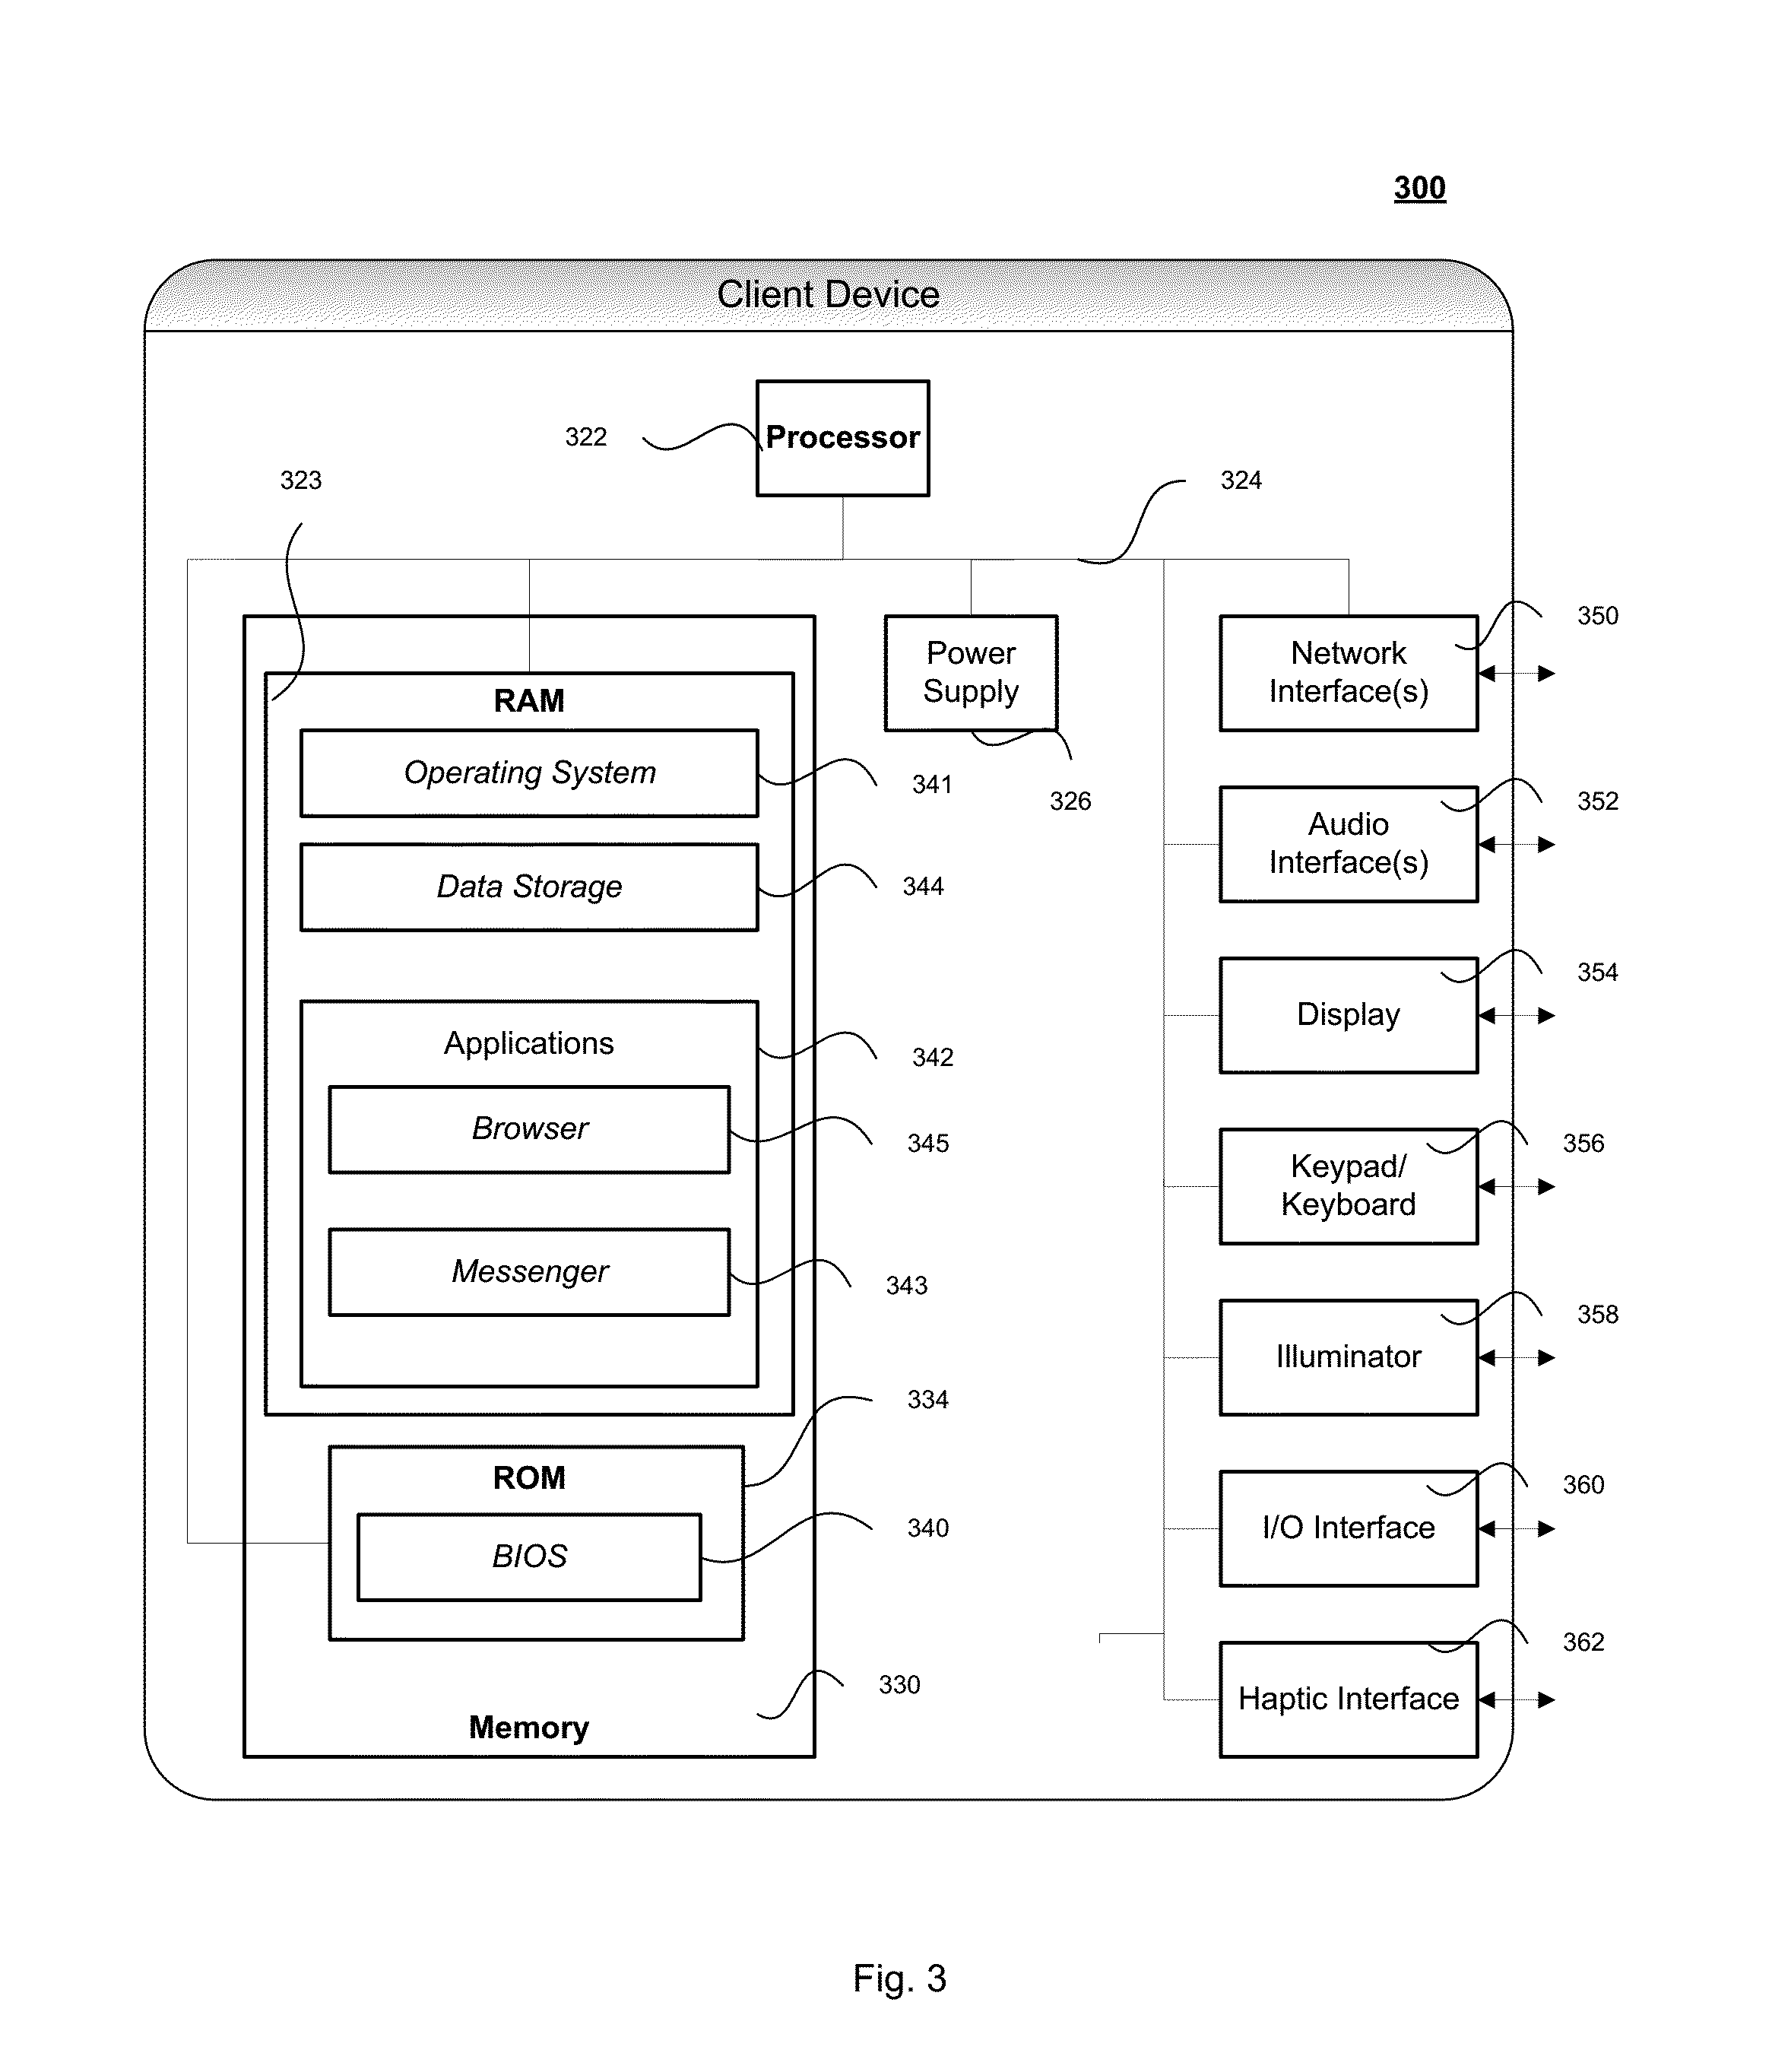 300
Client Device
Processor
322
323
324
350
Network
Interface(s)
Power
Supply
RAM
Operating System
341
326
352
Audio
Interface(s)
Data Storage
344
354
Display
Applications
342
Browser
345
356
Keypad/
Keyboard
Messenger
343
358
Illuminator
334
ROM
360
I/O Interface
BIOS
340
362
Haptic Interface
330
Memory
Fig. 3